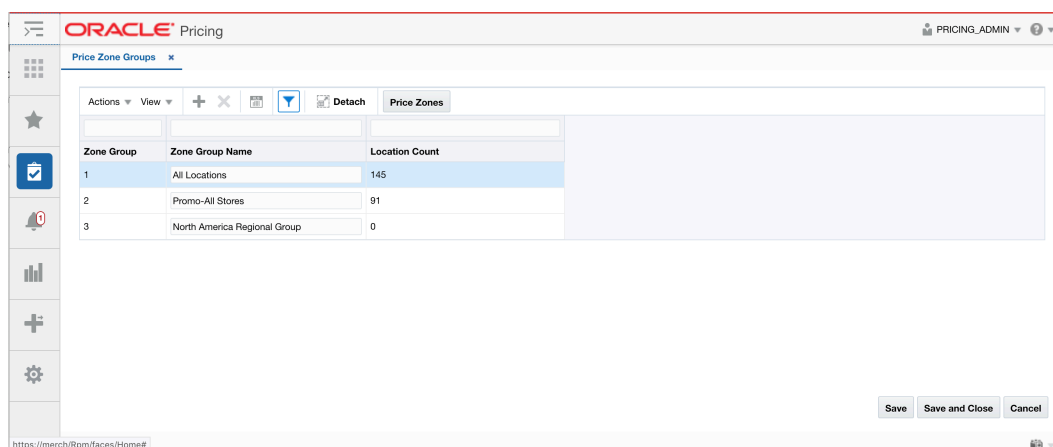 ORACLE® Pricing
PRICING_ADMIN
Price Zone Groups
Actions View Detach Price Zones
Zone Group Zone Group Name Location Count
1 All Locations 145
2 Promo-All Stores 91
3 North America Regional Group 0
1
Save Save and Close Cancel
https://merch/Rpm/faces/Home#